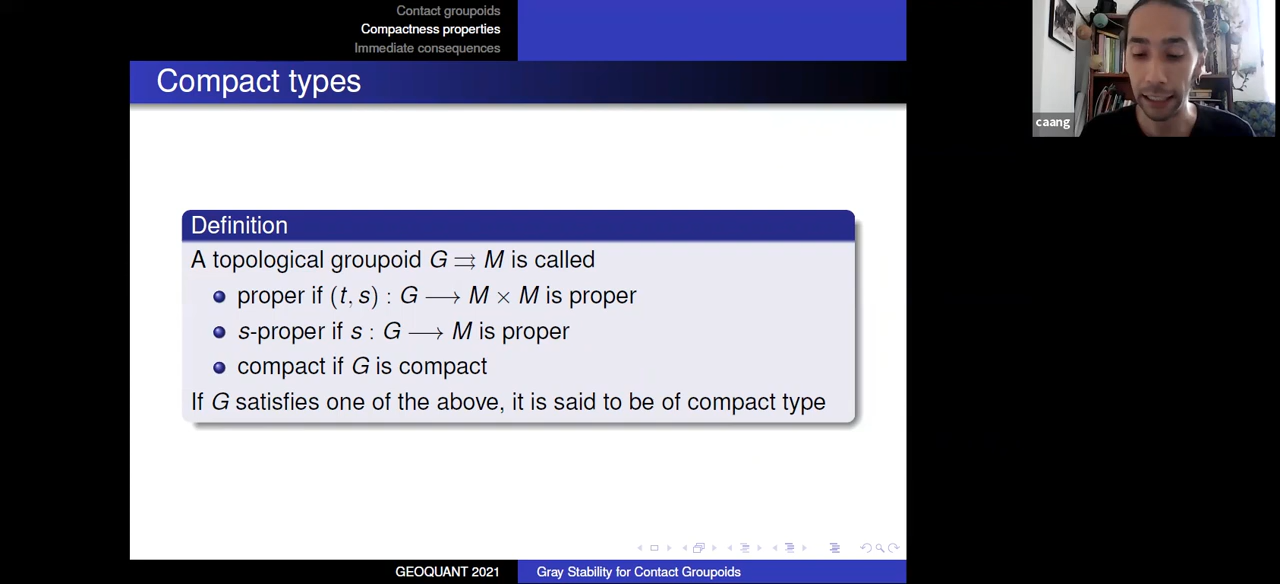 Contact groupoids
Compactness properties
Immediate consequences
Compact types
caang
Definition
A topological groupoid G ⇉ M is called
proper if (t, s) : G ⟶ M × M is proper
s-proper if s : G ⟶ M is proper
compact if G is compact
If G satisfies one of the above, it is said to be of compact type
GEOQUANT 2021
Gray Stability for Contact Groupoids